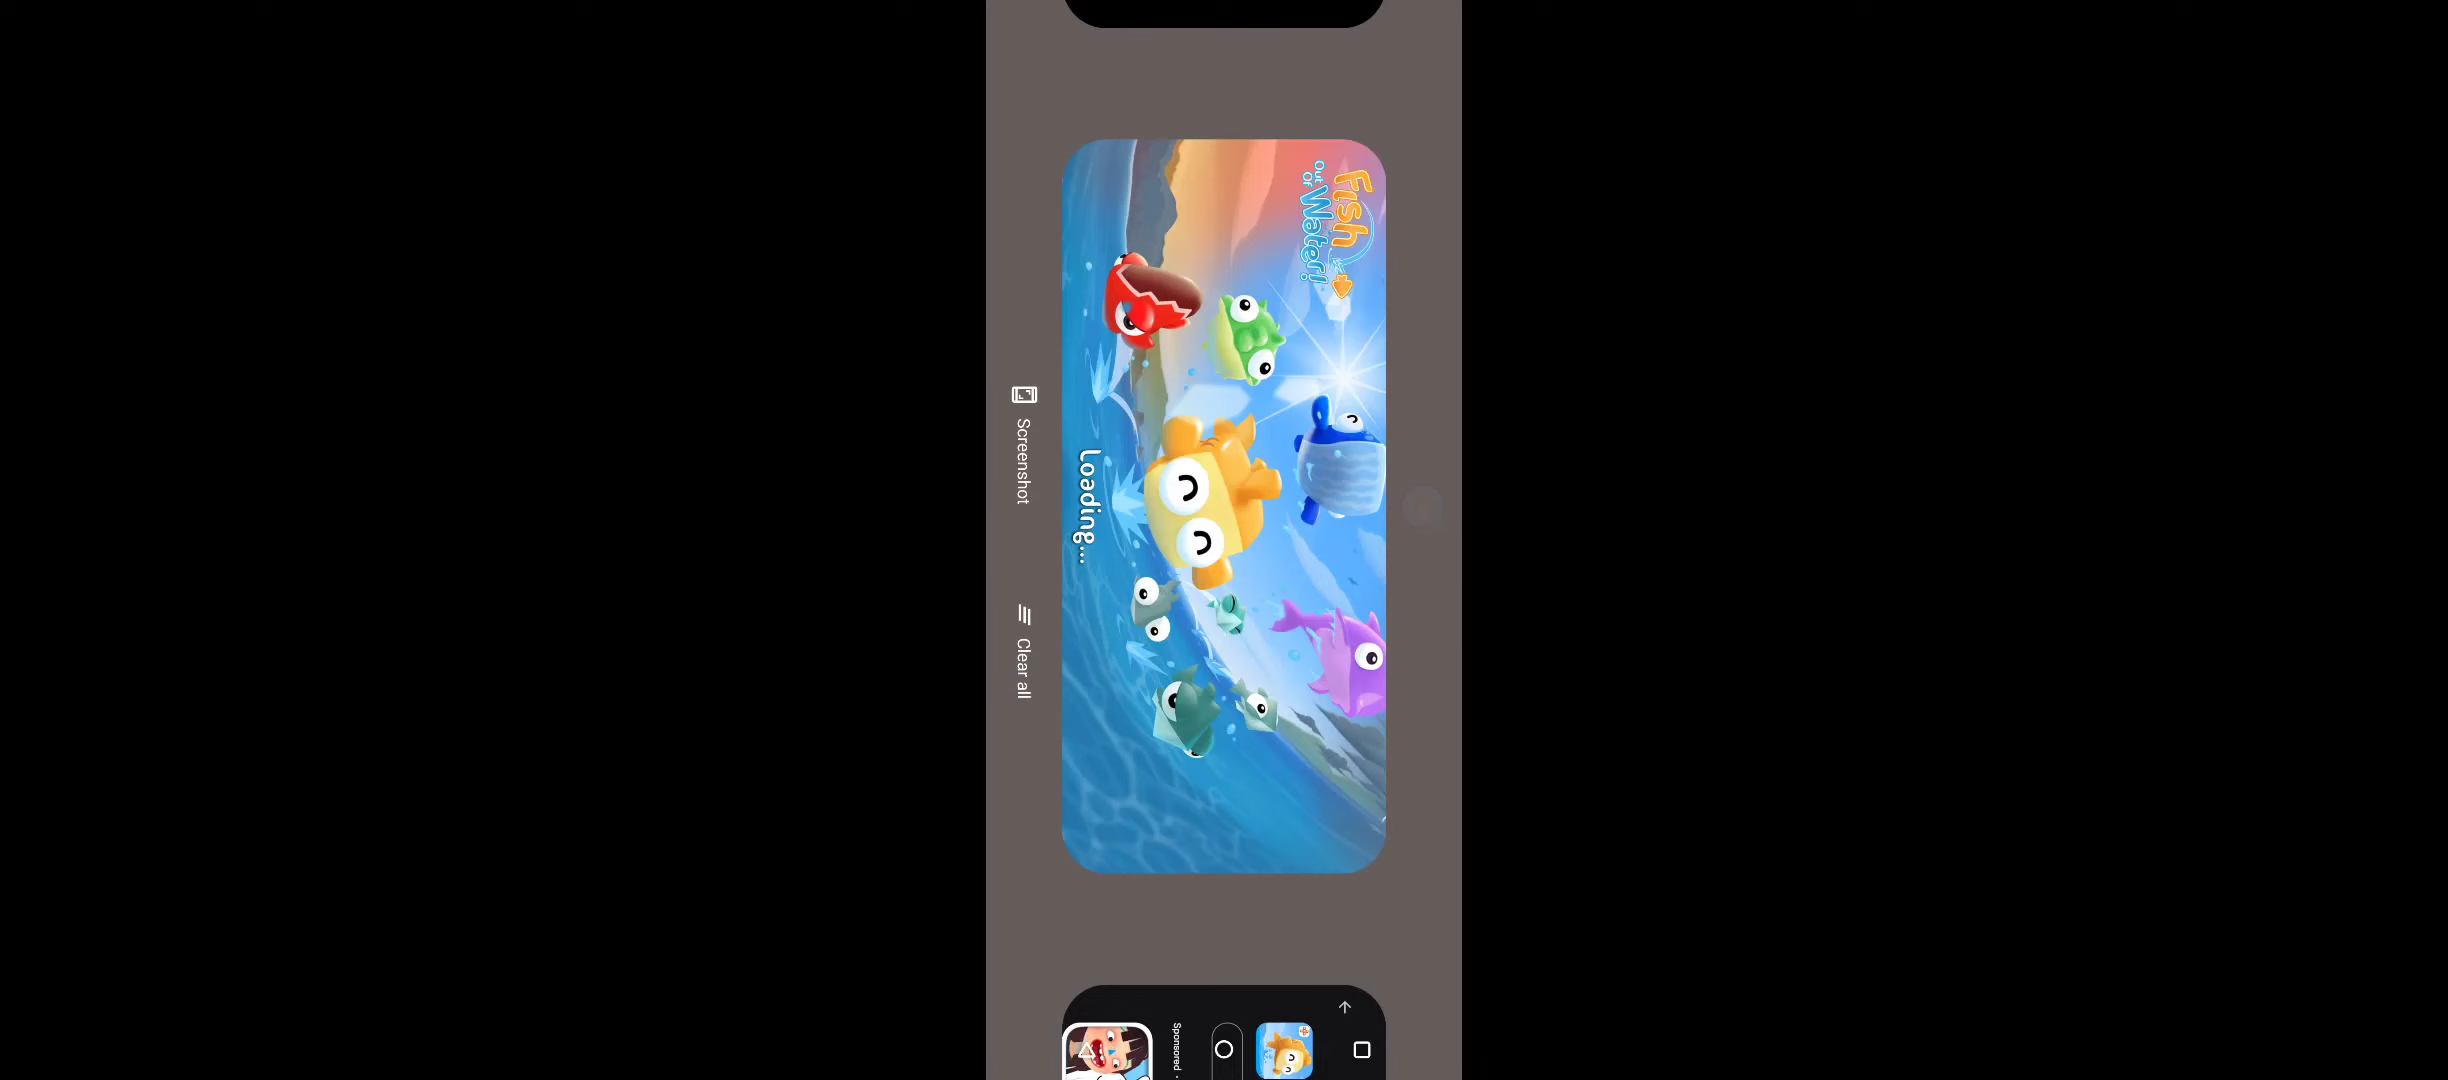 Fish
Out Of Water!
Loading...
Screenshot
Clear all
Sponsored ·